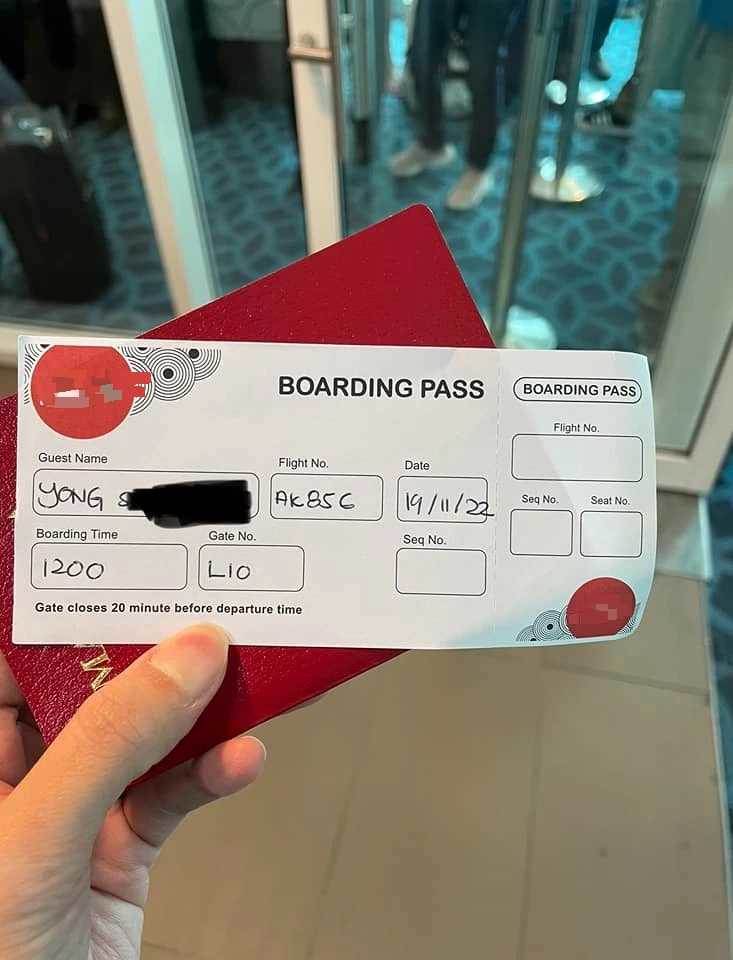 BOARDING PASS
Guest Name
Flight No.
Date
YONG S
AK856
19/11/22
Boarding Time
Gate No.
Seq No.
1200
L10
Gate closes 20 minute before departure time
BOARDING PASS
Flight No.
Seq No.
Seat No.